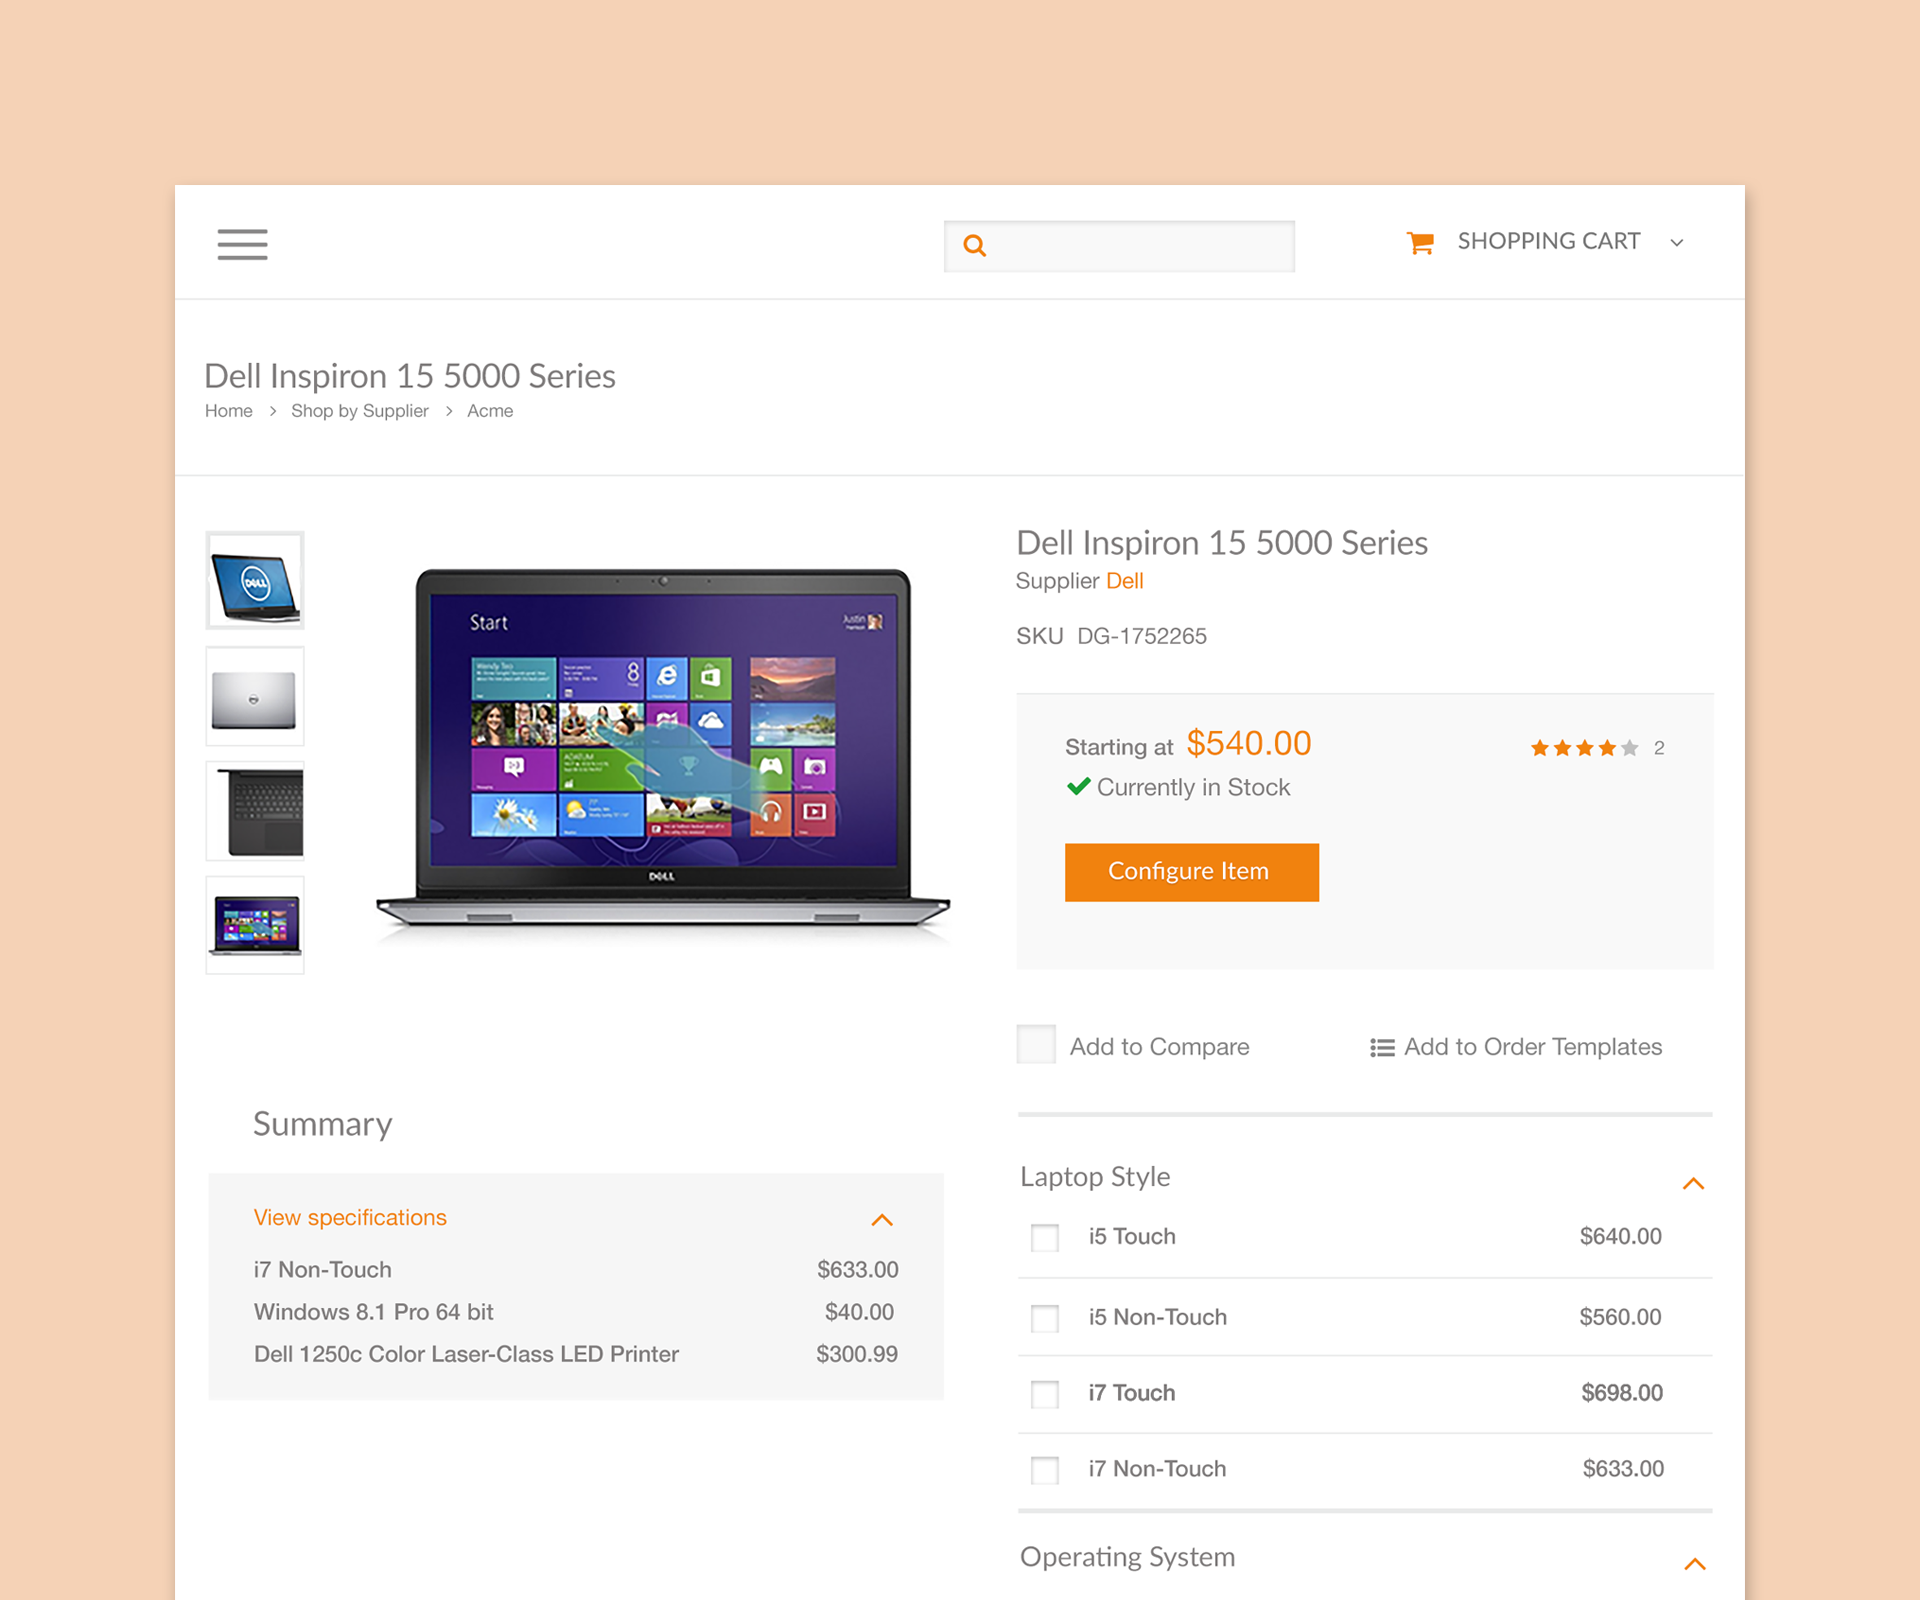 SHOPPING CART
Dell Inspiron 15 5000 Series
Home > Shop by Supplier > Acme
DELL
Start
Justin
8
DELL
Dell Inspiron 15 5000 Series
Supplier Dell
SKU DG-1752265
Starting at $540.00
2
Currently in Stock
Configure Item
Add to Compare
Add to Order Templates
Summary
View specifications
i7 Non-Touch $633.00
Windows 8.1 Pro 64 bit $40.00
Dell 1250c Color Laser-Class LED Printer $300.99
Laptop Style
i5 Touch $640.00
i5 Non-Touch $560.00
i7 Touch $698.00
i7 Non-Touch $633.00
Operating System